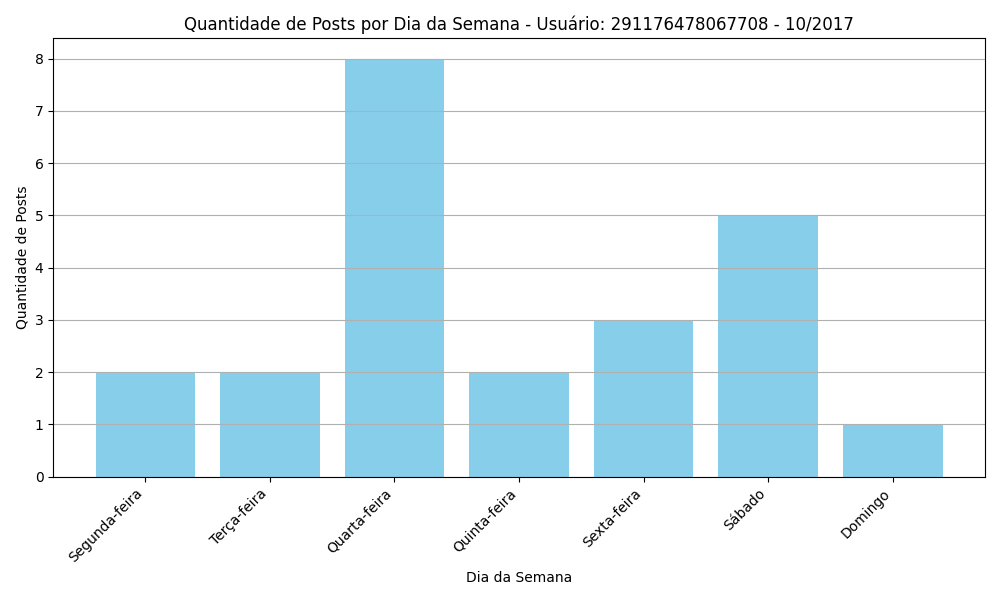 Quantidade de Posts por Dia da Semana - Usuário: 291176478067708 - 10/2017
Quantidade de Posts
8
7
6
5
4
3
2
1
0
Segunda-feira
Terça-feira
Quarta-feira
Quinta-feira
Sexta-feira
Sábado
Domingo
Dia da Semana